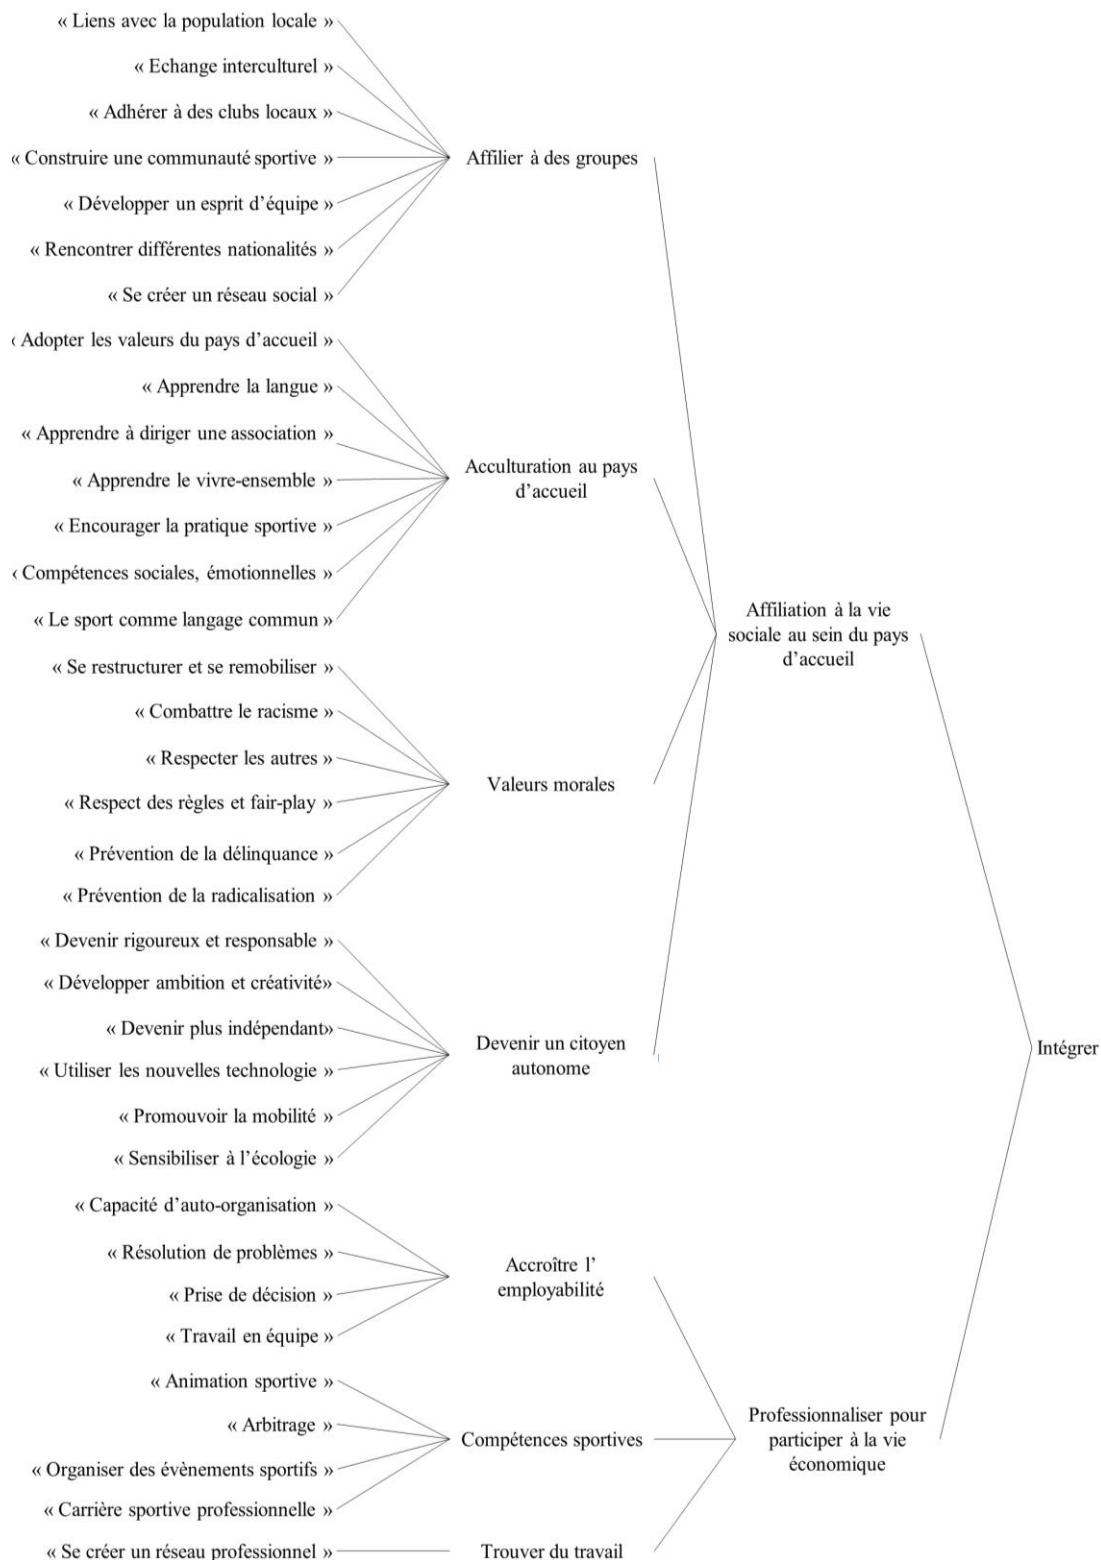 « Liens avec la population locale »
« Echange interculturel »
« Adhérer à des clubs locaux »
« Construire une communauté sportive »
« Développer un esprit d’équipe »
« Rencontrer différentes nationalités »
« Se créer un réseau social »
Affilier à des groupes
‹ Adopter les valeurs du pays d’accueil »
« Apprendre la langue »
« Apprendre à diriger une association »
« Apprendre le vivre-ensemble »
« Encourager la pratique sportive »
‹ Compétences sociales, émotionnelles »
« Le sport comme langage commun »
Acculturation au pays
d’accueil
« Se restructurer et se remobiliser »
« Combattre le racisme »
« Respecter les autres »
« Respect des règles et fair-play »
« Prévention de la délinquance »
« Prévention de la radicalisation »
Valeurs morales
« Devenir rigoureux et responsable »
« Développer ambition et créativité»
« Devenir plus indépendant»
« Utiliser les nouvelles technologie »
« Promouvoir la mobilité »
« Sensibiliser à l’écologie »
Devenir un citoyen
autonome
Affiliation à la vie
sociale au sein du pays
d’accueil
« Capacité d’auto-organisation »
« Résolution de problèmes »
« Prise de décision »
« Travail en équipe »
Accroître l’
employabilité
« Animation sportive »
« Arbitrage »
« Organiser des évènements sportifs »
« Carrière sportive professionnelle »
Compétences sportives
« Se créer un réseau professionnel »
Trouver du travail
Professionnaliser pour
participer à la vie
économique
Intégrer